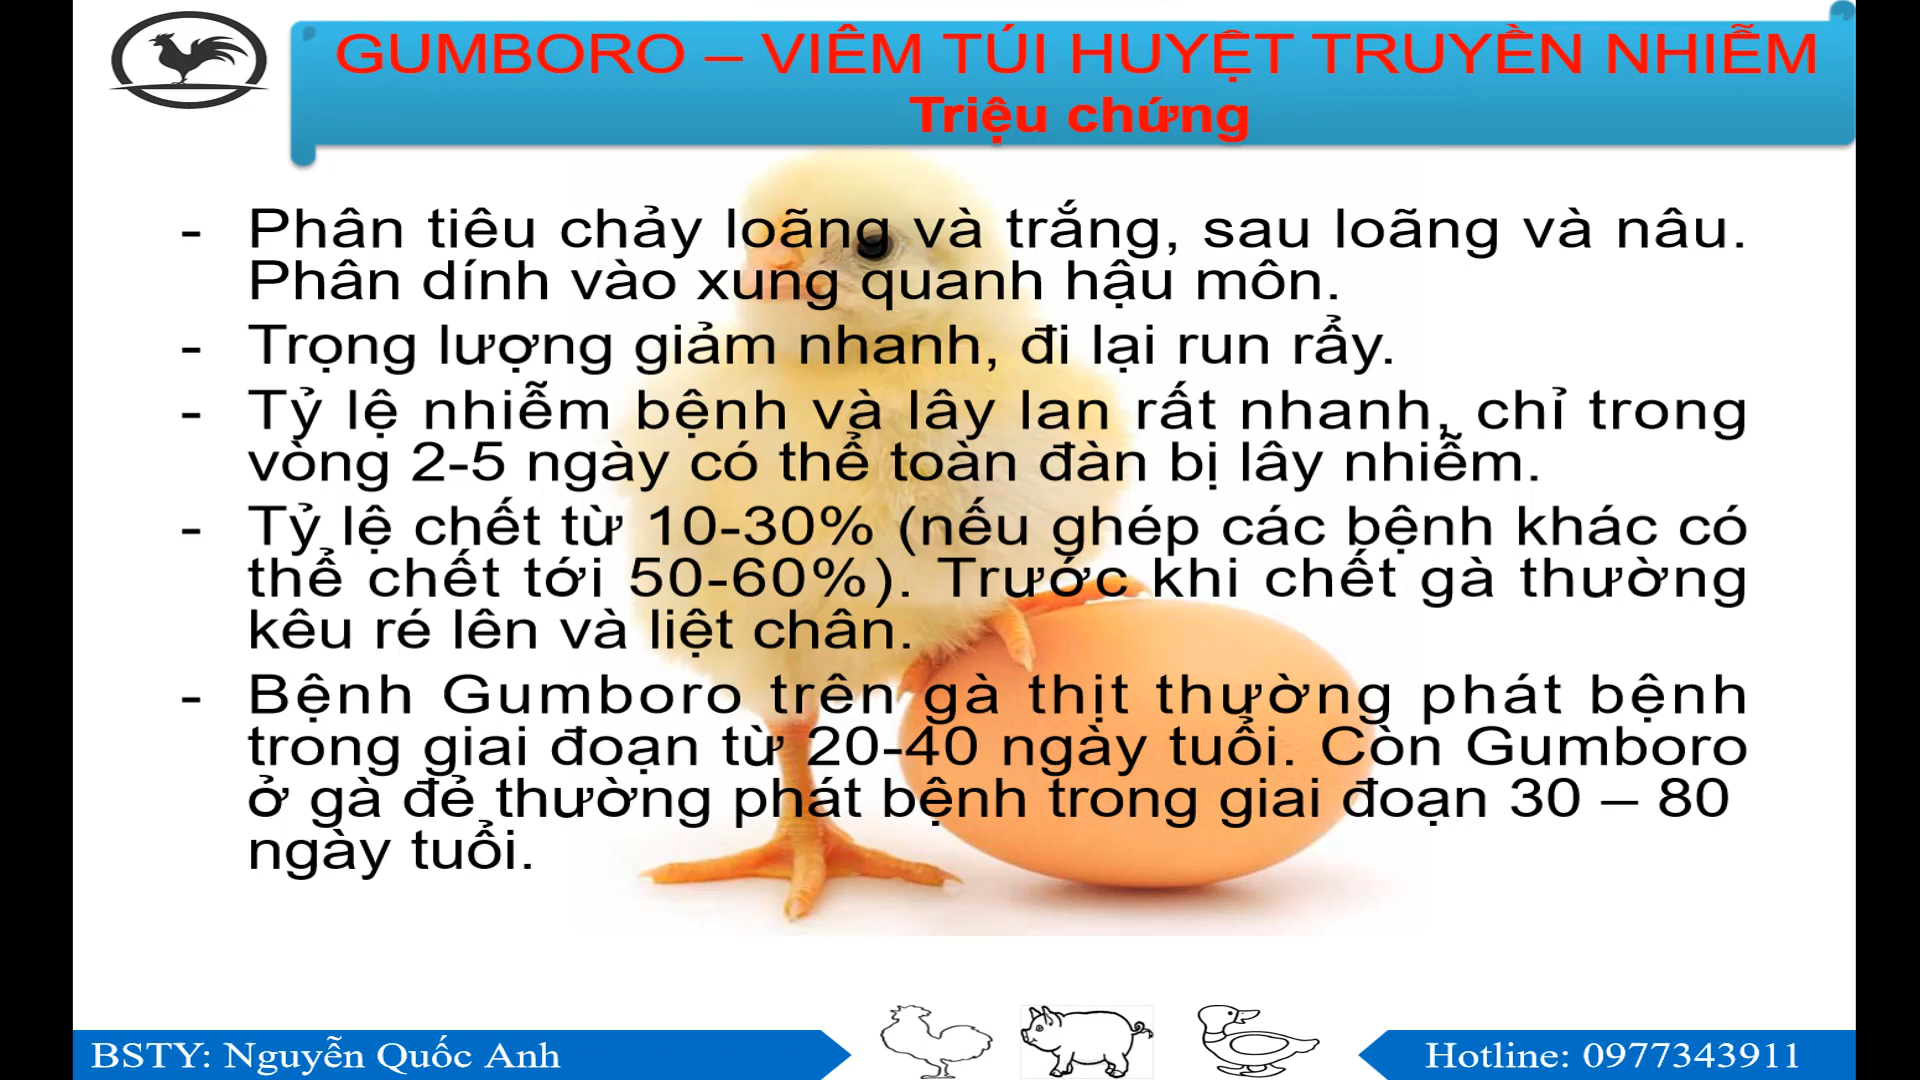 GUMBORO – VIÊM TÚI HUYỆT TRUYỀN NHIỄM
Triệu chứng
- Phân tiêu chảy loãng và trắng, sau loãng và nâu.
Phân dính vào xung quanh hậu môn.
- Trọng lượng giảm nhanh, đi lại run rẩy.
- Tỷ lệ nhiễm bệnh và lây lan rất nhanh, chỉ trong
vòng 2-5 ngày có thể toàn đàn bị lây nhiễm.
- Tỷ lệ chết từ 10-30% (nếu ghép các bệnh khác có
thể chết tới 50-60%). Trước khi chết gà thường
kêu ré lên và liệt chân.
- Bệnh Gumboro trên gà thịt thường phát bệnh
trong giai đoạn từ 20-40 ngày tuổi. Còn Gumboro
ở gà đẻ thường phát bệnh trong giai đoạn 30 – 80
ngày tuổi.
BSTY: Nguyễn Quốc Anh
Hotline: 0977343911